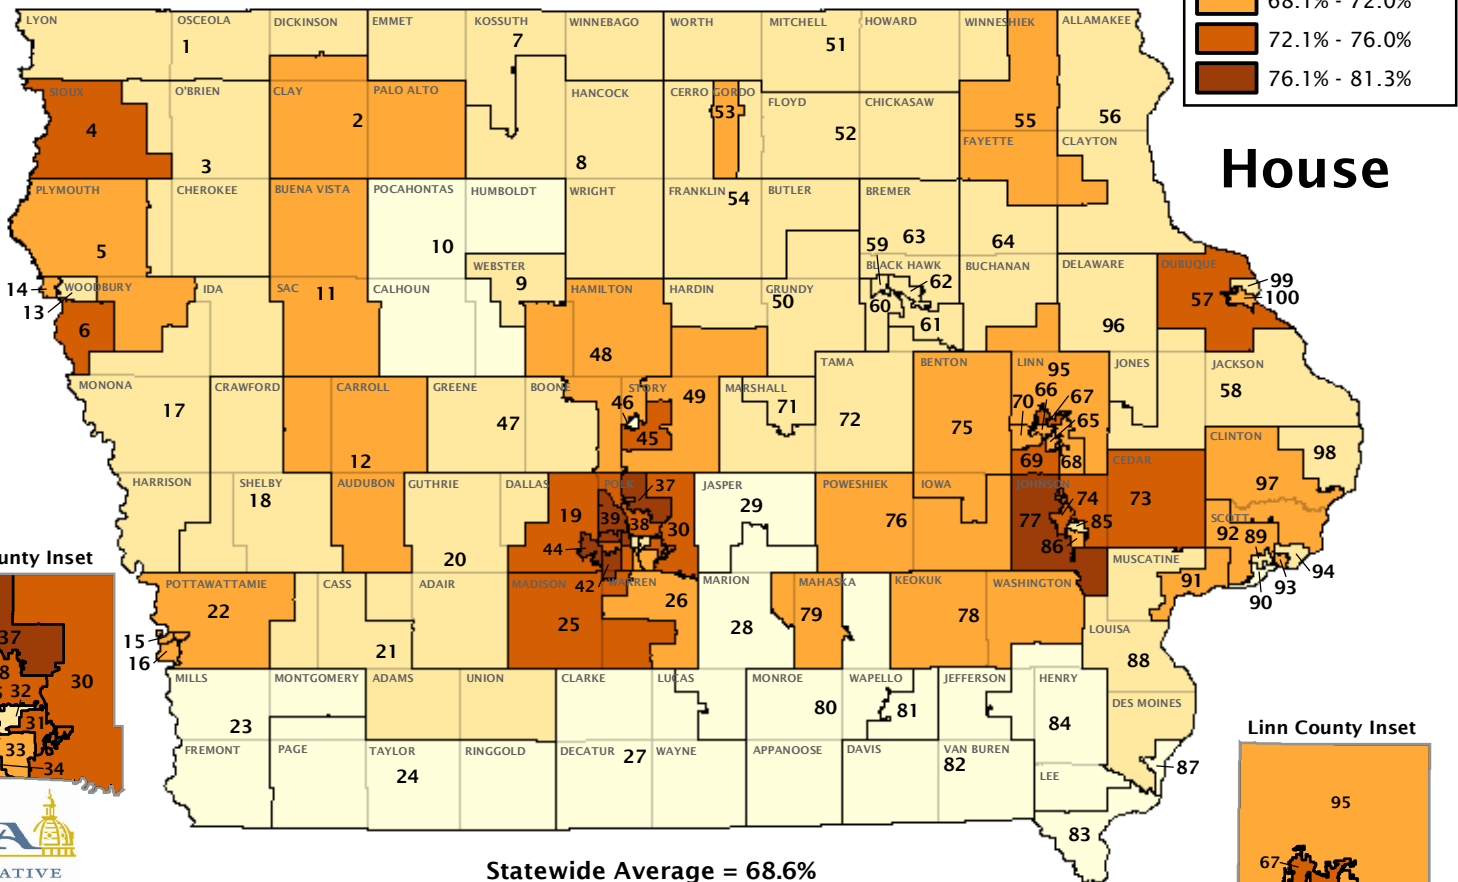 68.1% - 72.0%
72.1% - 76.0%
76.1% - 81.3%
House
LYON OSCEOLA DICKINSON EMMET KOSSUTH WINNEBAGO WORTH MITCHELL HOWARD WINNESHIEK ALLAMAKEE
1 7 51
SIOUX O'BRIEN CLAY PALO ALTO HANCOCK CERRO GORDO FLOYD CHICKASAW
4 3 2 8 53 52 55 56
FAYETTE CLAYTON
PLYMOUTH CHEROKEE BUENA VISTA POCAHONTAS HUMBOLDT WRIGHT FRANKLIN BUTLER BREMER
5 10 54 59 63 64
WEBSTER BLACK HAWK BUCHANAN DELAWARE DUBUQUE
14 13 WOODBURY IDA SAC 11 CALHOUN 9 HAMILTON HARDIN GRUNDY 50 60 62 61 57 99 100
6 48 96
MONONA CRAWFORD CARROLL GREENE BOONE STORY MARSHALL TAMA BENTON LINN 95 JONES JACKSON
17 12 47 46 45 49 71 72 75 70 66 67 65 69 68 58
HARRISON SHELBY AUDUBON GUTHRIE DALLAS POLK JASPER POWESHIEK IOWA JOHNSON CEDAR CLINTON
18 20 19 39 37 38 30 44 42 29 76 77 74 85 86 73 97 98
SCOTT
92 89 94 93 90
POTTAWATTAMIE CASS ADAIR MADISON WARREN MARION MAHASKA KEOKUK WASHINGTON MUSCATINE
22 15 16 21 25 26 28 79 78 91
LOUISA
88
MILLS MONTGOMERY ADAMS UNION CLARKE LUCAS MONROE WAPELLO JEFFERSON HENRY DES MOINES
23 80 81 84 87
FREMONT PAGE TAYLOR RINGGOLD DECATUR WAYNE APPANOOSE DAVIS VAN BUREN LEE
24 27 82 83
Statewide Average = 68.6%
ounty Inset
37
30
8
32
31
33
34
A
ATIVE
Linn County Inset
95
67